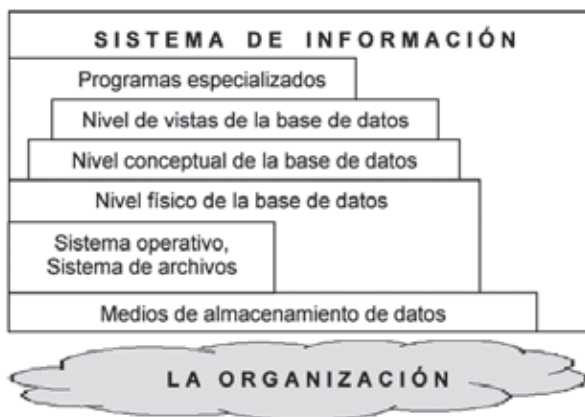 SISTEMA DE INFORMACIÓN
Programas especializados
Nivel de vistas de la base de datos
Nivel conceptual de la base de datos
Nivel físico de la base de datos
Sistema operativo,
Sistema de archivos
Medios de almacenamiento de datos
LA ORGANIZACIÓN